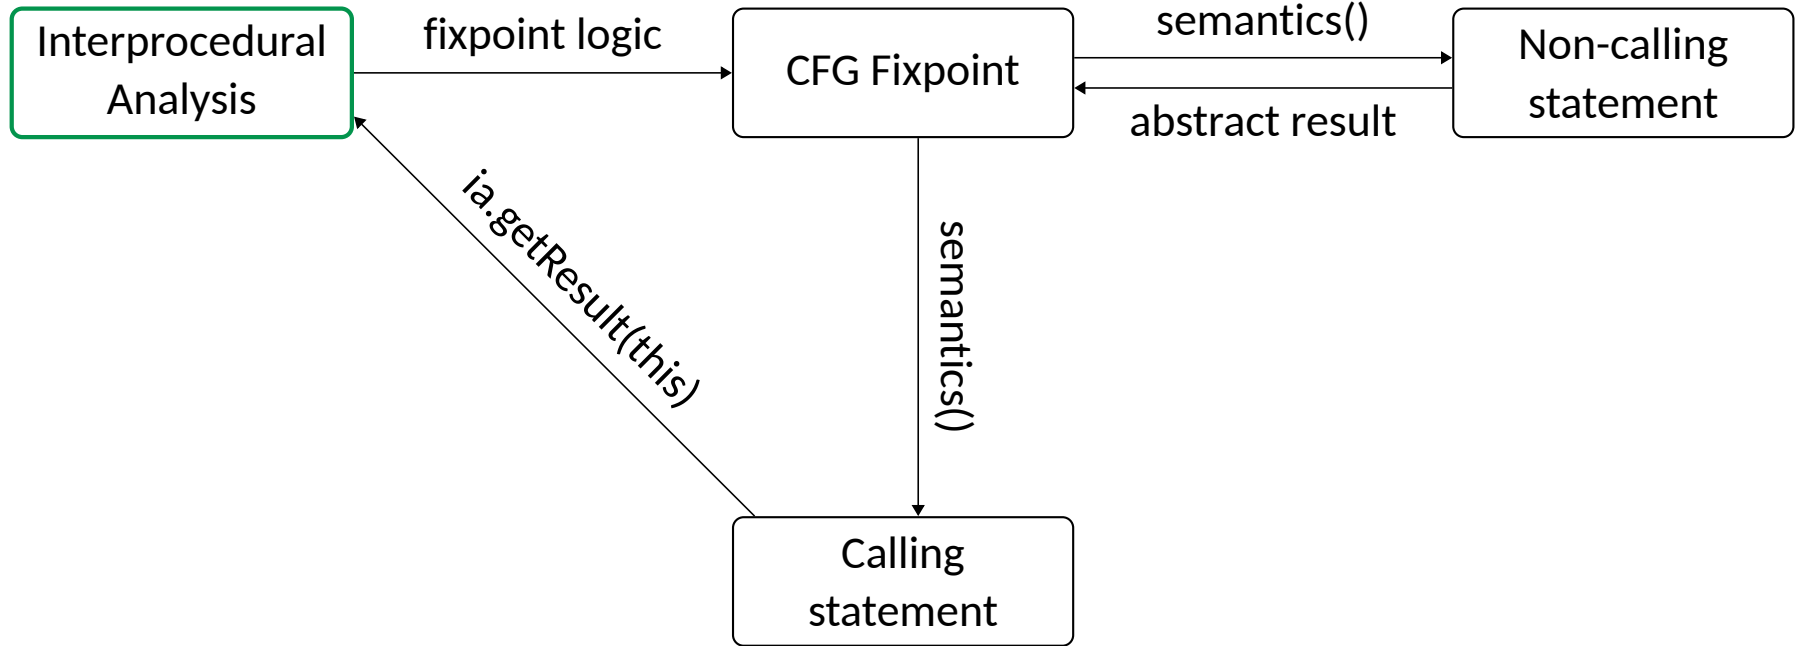 Interprocedural
Analysis
fixpoint logic
CFG Fixpoint
semantics()
abstract result
Non-calling
statement
ia.getResult(this)
semantics()
Calling
statement